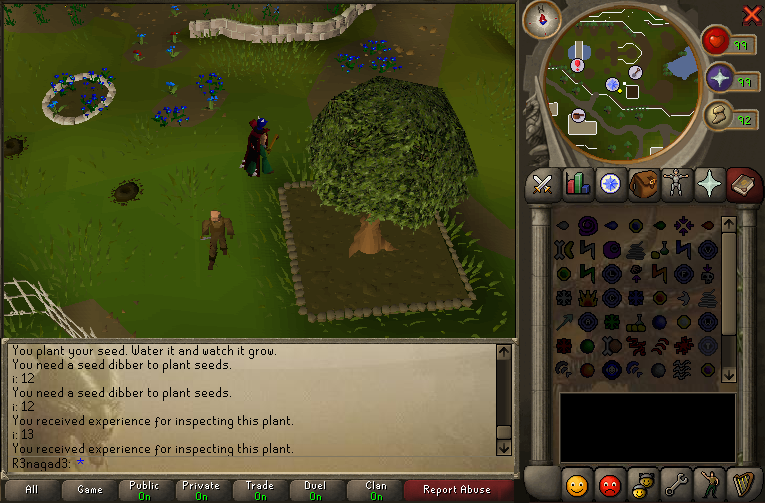 N
99
99
92
You plant your seed. Water it and watch it grow.
You need a seed dibber to plant seeds.
i: 12
You need a seed dibber to plant seeds.
i: 12
You received experience for inspecting this plant.
i: 13
You received experience for inspecting this plant.
R3naqad3: *
All
Game
Public
On
Private
On
Trade
On
Duel
On
Clan
On
Report Abuse